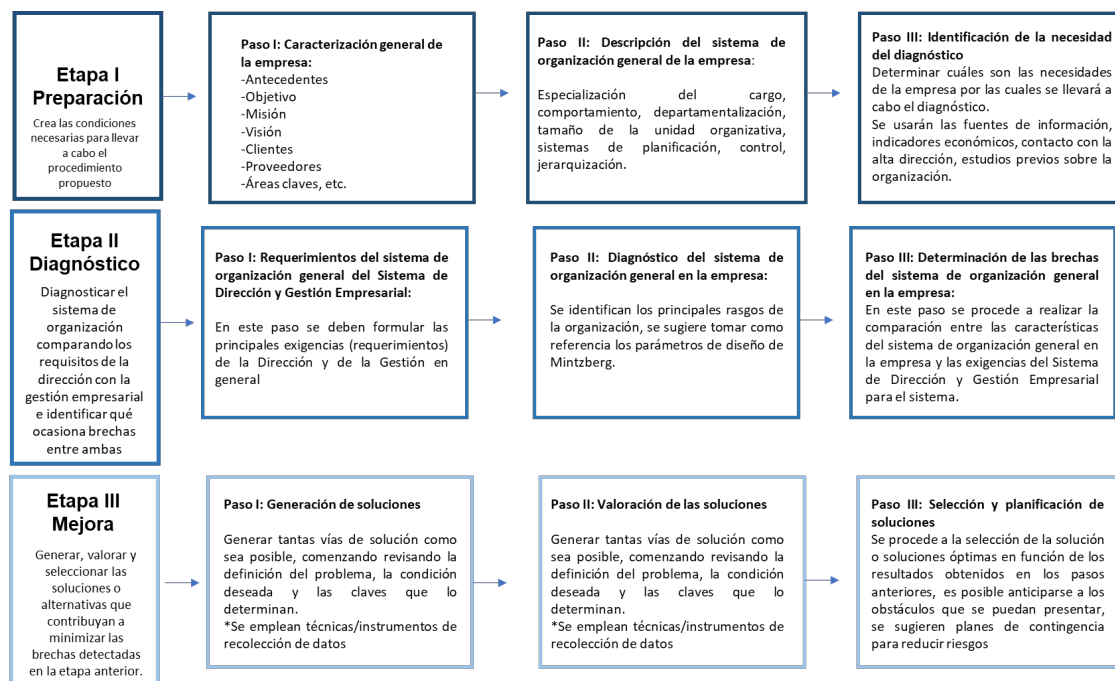 Etapa I
Preparación
Crea las condiciones
necesarias para llevar
a cabo el
procedimiento
propuesto
Paso I: Caracterización general de
la empresa:
-Antecedentes
-Objetivo
-Misión
-Visión
-Clientes
-Proveedores
-Áreas claves, etc.
Paso II: Descripción del sistema de
organización general de la empresa:
Especialización del cargo,
comportamiento, departamentalización,
tamaño de la unidad organizativa,
sistemas de planificación, control,
jerarquización.
Paso III: Identificación de la necesidad
del diagnóstico
Determinar cuáles son las necesidades
de la empresa por las cuales se llevará a
cabo el diagnóstico.
Se usarán las fuentes de información,
indicadores económicos, contacto con la
alta dirección, estudios previos sobre la
organización.
Etapa II
Diagnóstico
Diagnosticar el
sistema de
organización
comparando los
requisitos de la
dirección con la
gestión empresarial
e identificar qué
ocasiona brechas
entre ambas
Paso I: Requerimientos del sistema de
organización general del Sistema de
Dirección y Gestión Empresarial:
En este paso se deben formular las
principales exigencias (requerimientos)
de la Dirección y de la Gestión en
general
Paso II: Diagnóstico del sistema de
organización general en la empresa:
Se identifican los principales rasgos de
la organización, se sugiere tomar como
referencia los parámetros de diseño de
Mintzberg.
Paso III: Determinación de las brechas
del sistema de organización general
en la empresa:
En este paso se procede a realizar la
comparación entre las características
del sistema de organización general en
la empresa y las exigencias del Sistema
de Dirección y Gestión Empresarial
para el sistema.
Etapa III
Mejora
Generar, valorar y
seleccionar las
soluciones o
alternativas que
contribuyan a
minimizar las
brechas detectadas
en la etapa anterior.
Paso I: Generación de soluciones
Generar tantas vías de solución como
sea posible, comenzando revisando la
definición del problema, la condición
deseada y las claves que lo
determinan.
*Se emplean técnicas/instrumentos de
recolección de datos
Paso II: Valoración de las soluciones
Generar tantas vías de solución como
sea posible, comenzando revisando la
definición del problema, la condición
deseada y las claves que lo
determinan.
*Se emplean técnicas/instrumentos de
recolección de datos
Paso III: Selección y planificación de
soluciones
Se procede a la selección de la solución
o soluciones óptimas en función de los
resultados obtenidos en los pasos
anteriores, es posible anticiparse a los
obstáculos que se puedan presentar,
se sugieren planes de contingencia
para reducir riesgos